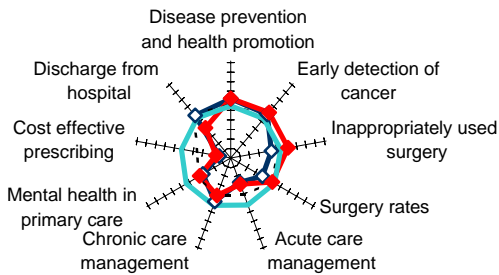 Disease prevention
and health promotion
Early detection of
cancer
Inappropriately used
surgery
Surgery rates
Acute care
management
Chronic care
management
Mental health in
primary care
Cost effective
prescribing
Discharge from
hospital